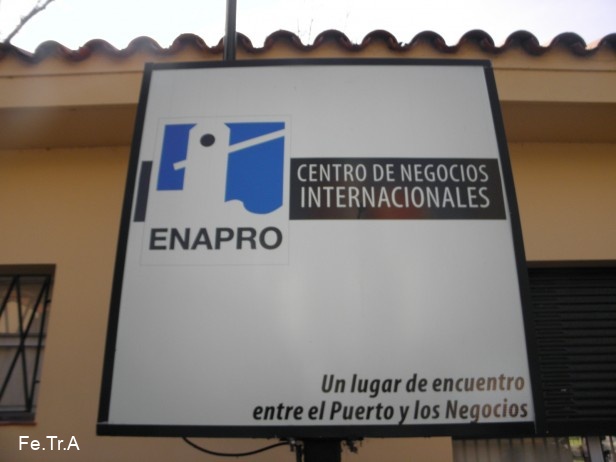 CENTRO DE NEGOCIOS
INTERNACIONALES
ENAPRO
Un lugar de encuentro
entre el Puerto y los Negocios
Fe.Tr.A